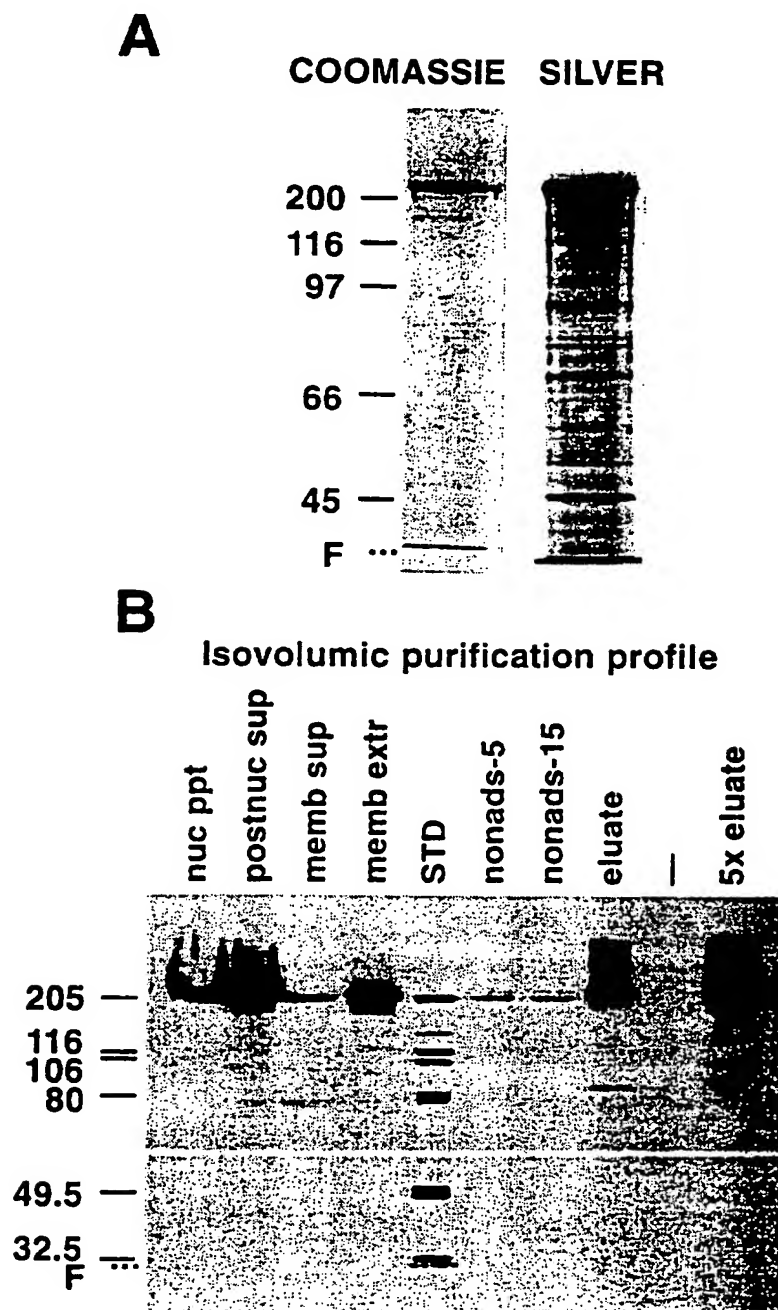 A
COOMASSIE SILVER
200
116
97
66
45
F ...
B
Isovolumic purification profile
nuc ppt
postnuc sup
memb sup
memb extr
STD
nonads-5
nonads-15
eluate
—
5x eluate
205
116
106
80
49.5
32.5
F ...